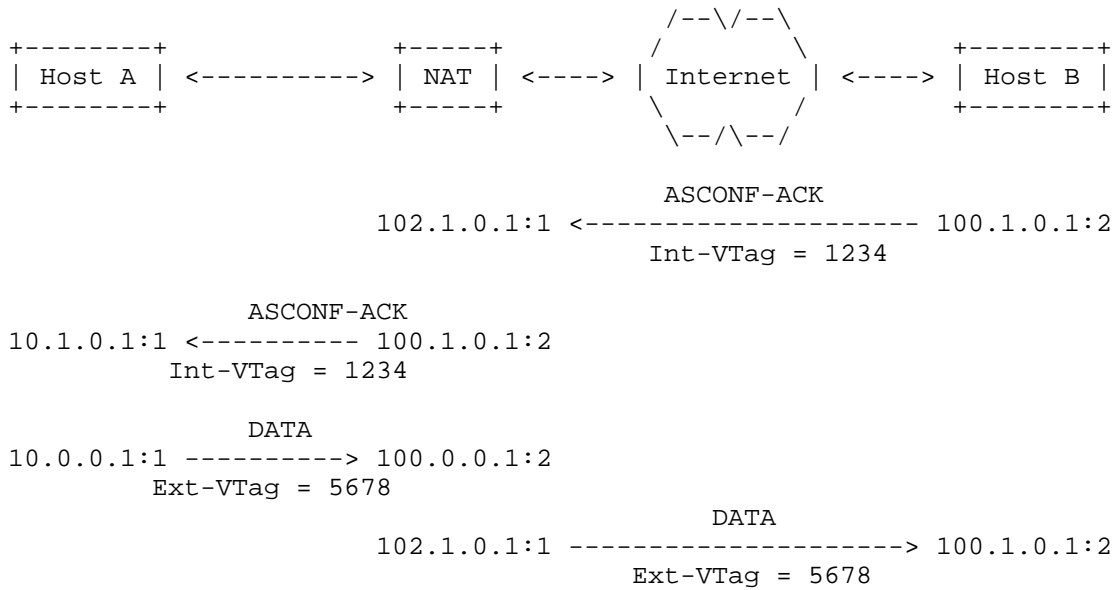 /--\/--\
+--------+               +-----+         /        \         +--------+
| Host A | <----------> | NAT | <----> | Internet | <----> | Host B |
+--------+               +-----+         \        /         +--------+
                                         \--/\--/
ASCONF-ACK
102.1.0.1:1 <--------------------- 100.1.0.1:2
Int-VTag = 1234
ASCONF-ACK
10.1.0.1:1 <---------- 100.1.0.1:2
Int-VTag = 1234
DATA
10.0.0.1:1 ----------> 100.0.0.1:2
Ext-VTag = 5678
DATA
102.1.0.1:1 ---------------------> 100.1.0.1:2
Ext-VTag = 5678